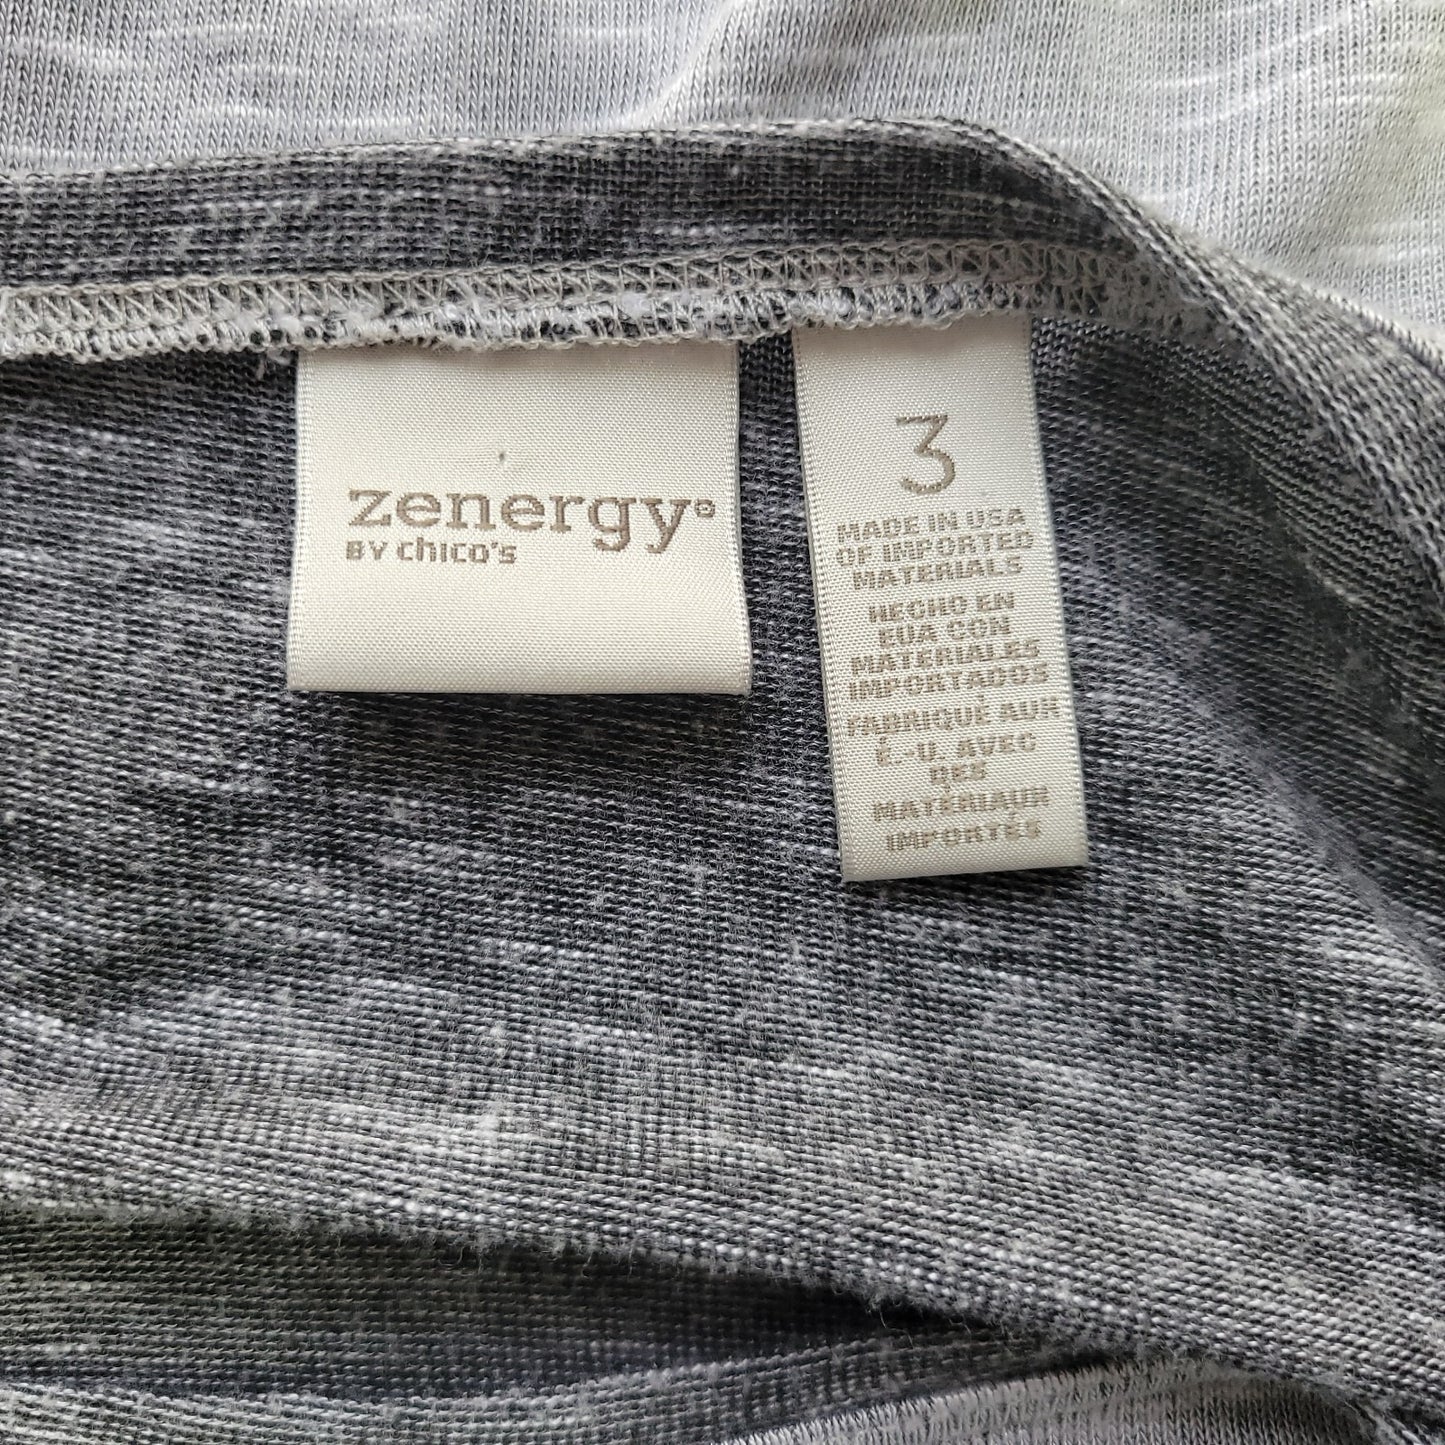 zenergy®
BY chico's
3
MADE IN USA
OF IMPORTED
MATERIALS
HECHO EN
EUA CON
MATERIALES
IMPORTADOS
FABRIQUÉ AUX
É.-U. AVEC
DES
MATÉRIAUX
IMPORTÉS